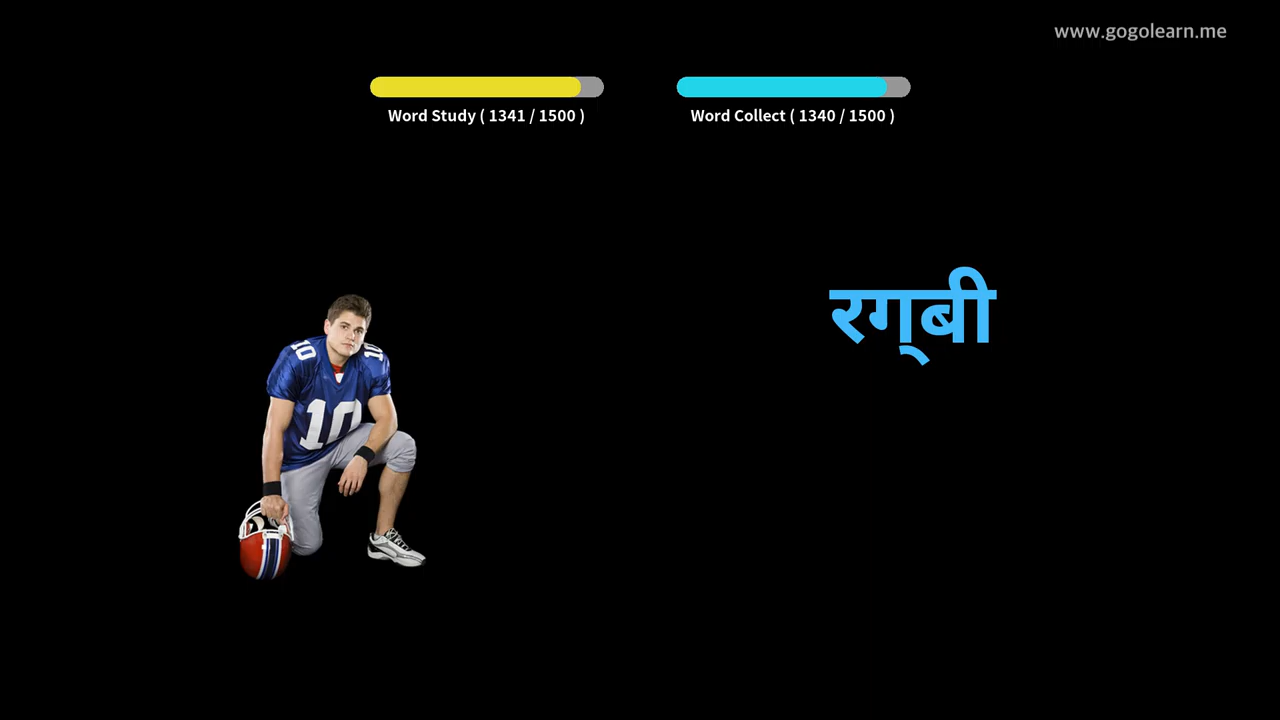 www.gogolearn.me
Word Study ( 1341 / 1500 )
Word Collect ( 1340 / 1500 )
रग्‌बी
10
10
10